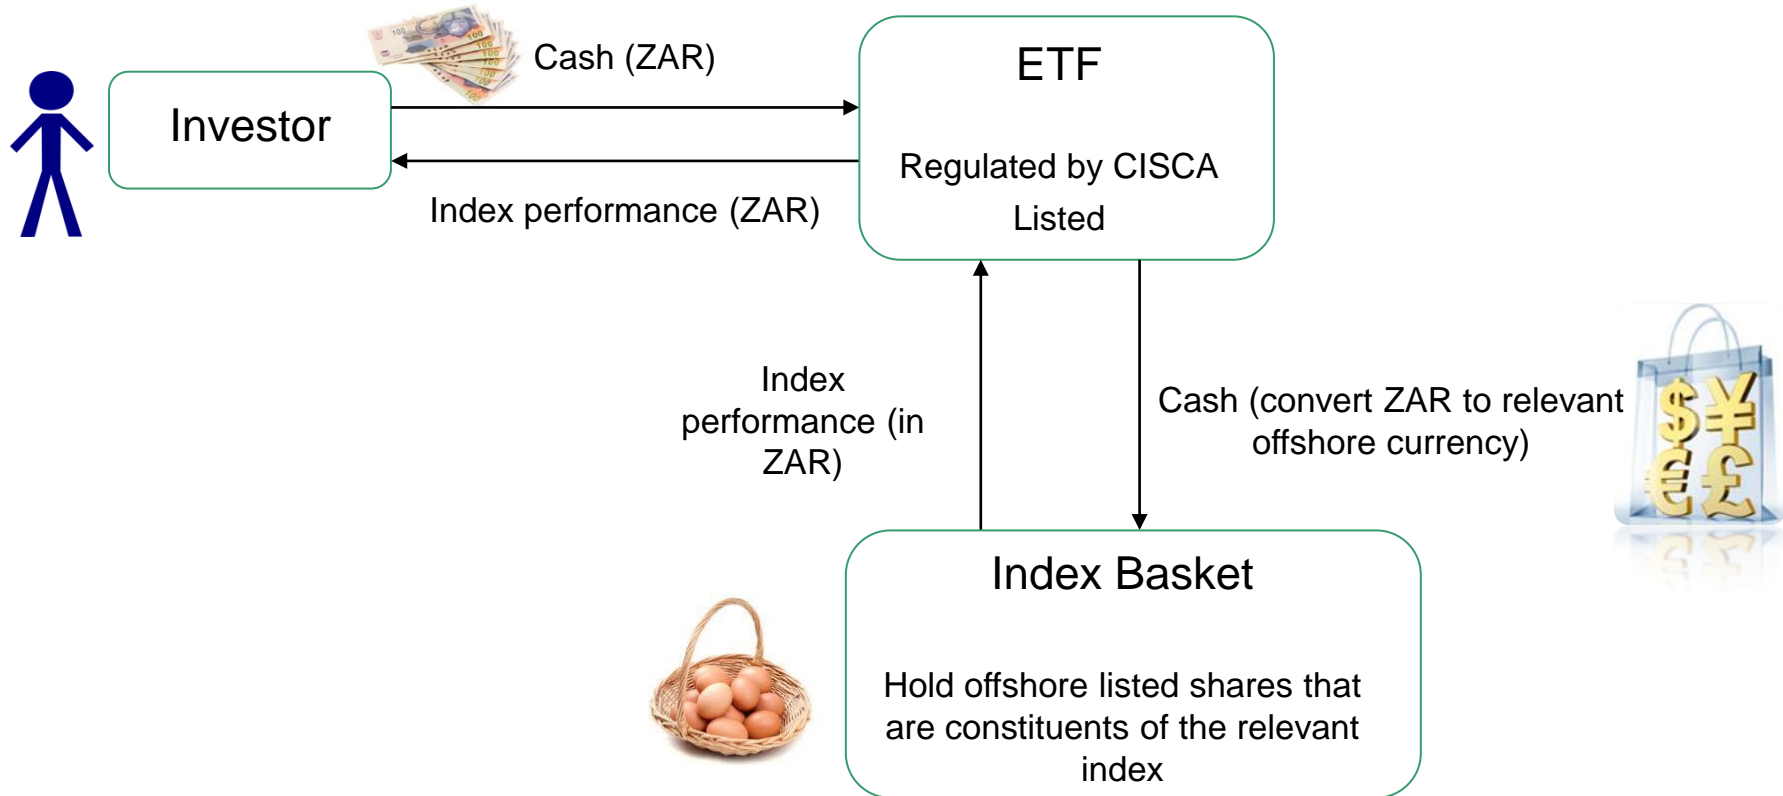 Cash (ZAR)
ETF
Investor
Regulated by CISCA
Listed
Index performance (ZAR)
Index
performance (in
ZAR)
Cash (convert ZAR to relevant
offshore currency)
$ ¥
€ £
Index Basket
Hold offshore listed shares that
are constituents of the relevant
index